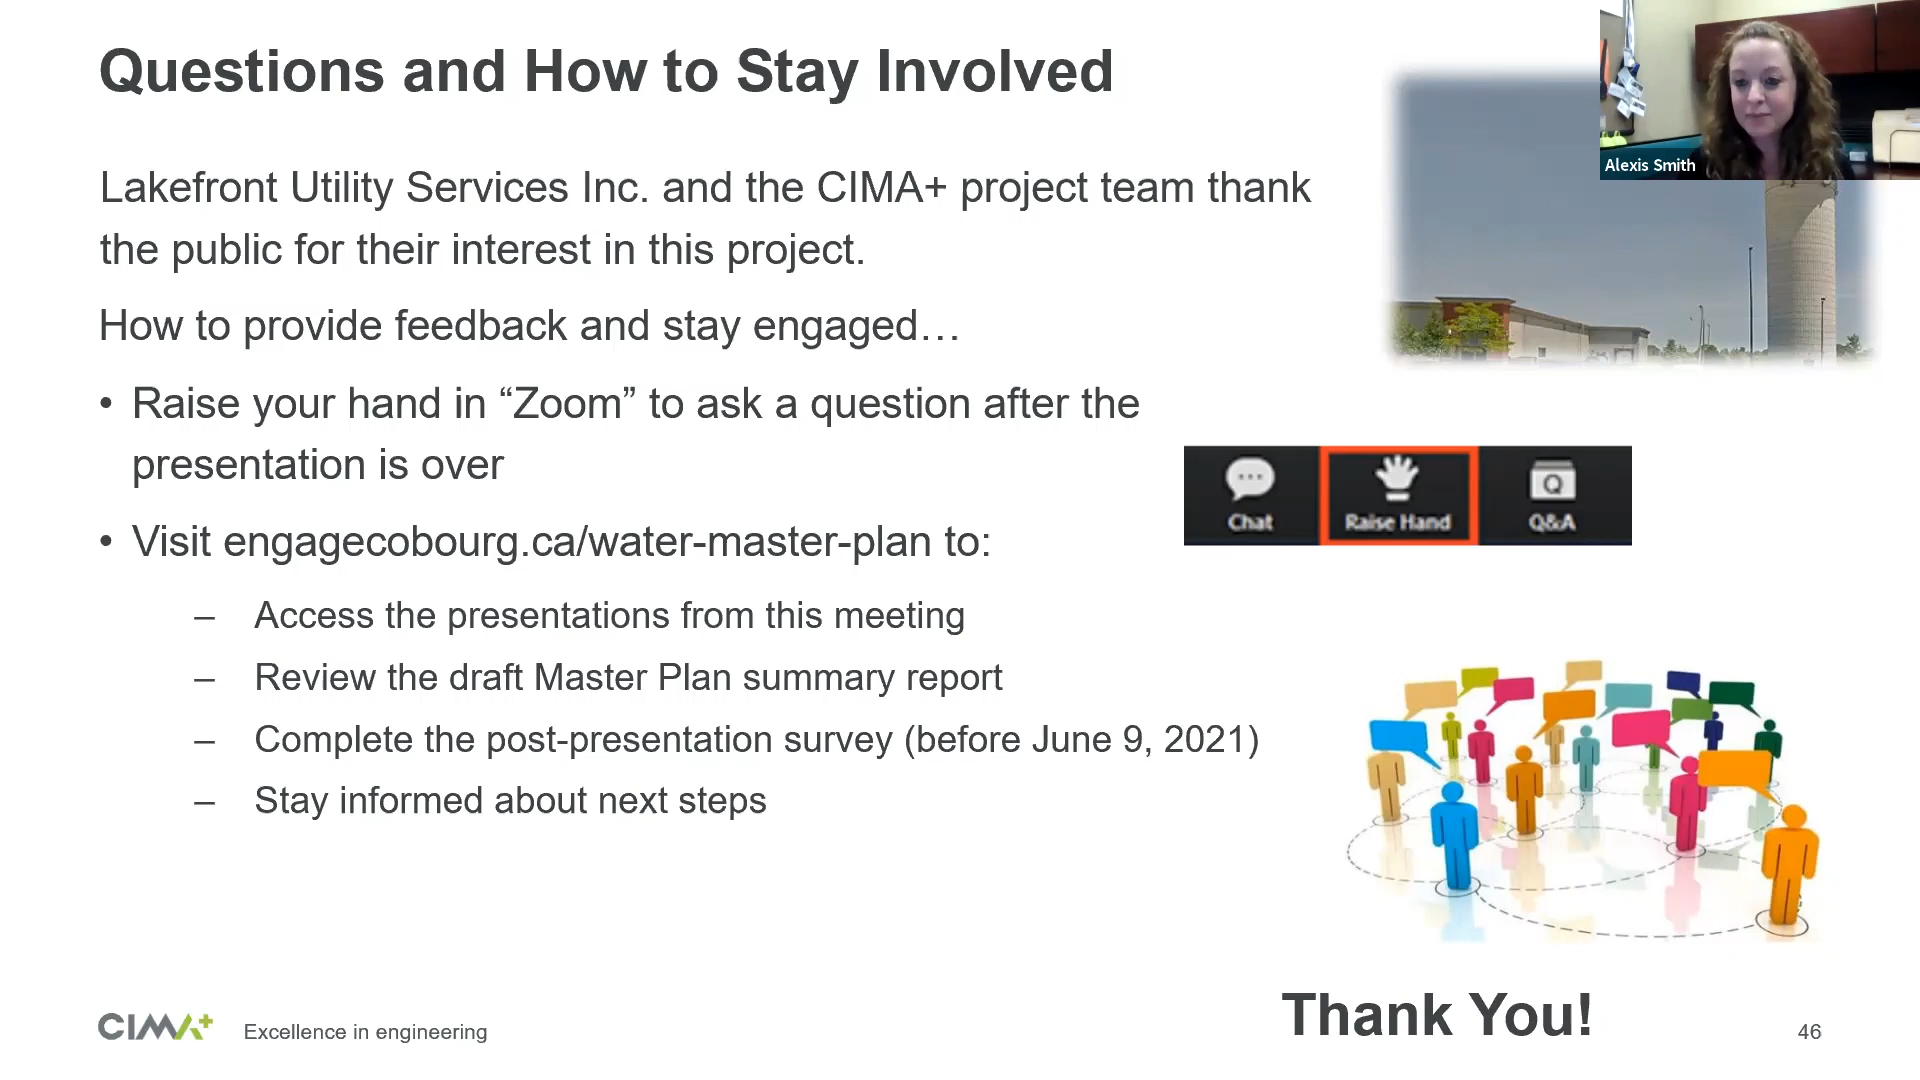 Questions and How to Stay Involved
Alexis Smith
Lakefront Utility Services Inc. and the CIMA+ project team thank
the public for their interest in this project.
How to provide feedback and stay engaged…
• Raise your hand in “Zoom” to ask a question after the
presentation is over
Chat Raise Hand Q&A
• Visit engagecobourg.ca/water-master-plan to:
– Access the presentations from this meeting
– Review the draft Master Plan summary report
– Complete the post-presentation survey (before June 9, 2021)
– Stay informed about next steps
Thank You!
CIMA+ Excellence in engineering
46